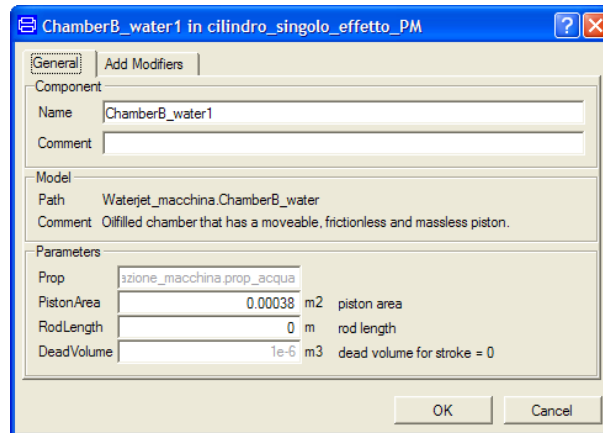 ChamberB_water1 in cilindro_singolo_effetto_PM
General Add Modifiers
Component
Name ChamberB_water1
Comment
Model
Path Waterjet_macchina.ChamberB_water
Comment Oilfilled chamber that has a moveable, frictionless and massless piston.
Parameters
Prop azione_macchina.prop_acqua
PistonArea 0.00038 m2 piston area
RodLength 0 m rod length
DeadVolume 1e-6 m3 dead volume for stroke = 0
OK Cancel